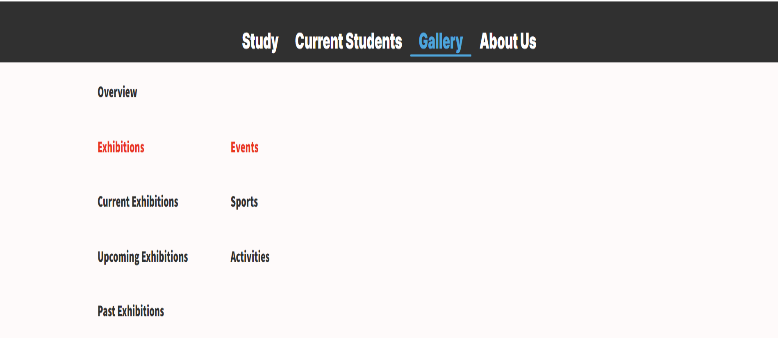 Study Current Students Gallery About Us
Overview
Exhibitions Events
Current Exhibitions Sports
Upcoming Exhibitions Activities
Past Exhibitions